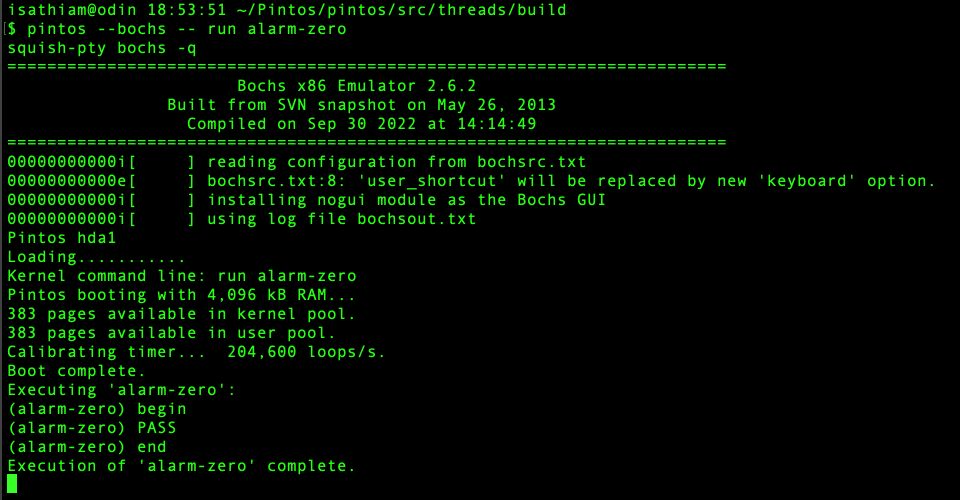 isathiam@odin 18:53:51 ~/Pintos/pintos/src/threads/build
$ pintos --bochs -- run alarm-zero
squish-pty bochs -q
========================================================================
Bochs x86 Emulator 2.6.2
Built from SVN snapshot on May 26, 2013
Compiled on Sep 30 2022 at 14:14:49
========================================================================
00000000000i[     ] reading configuration from bochsrc.txt
00000000000e[     ] bochsrc.txt:8: 'user_shortcut' will be replaced by new 'keyboard' option.
00000000000i[     ] installing nogui module as the Bochs GUI
00000000000i[     ] using log file bochsout.txt
Pintos hda1
Loading...........
Kernel command line: run alarm-zero
Pintos booting with 4,096 kB RAM...
383 pages available in kernel pool.
383 pages available in user pool.
Calibrating timer...  204,600 loops/s.
Boot complete.
Executing 'alarm-zero':
(alarm-zero) begin
(alarm-zero) PASS
(alarm-zero) end
Execution of 'alarm-zero' complete.